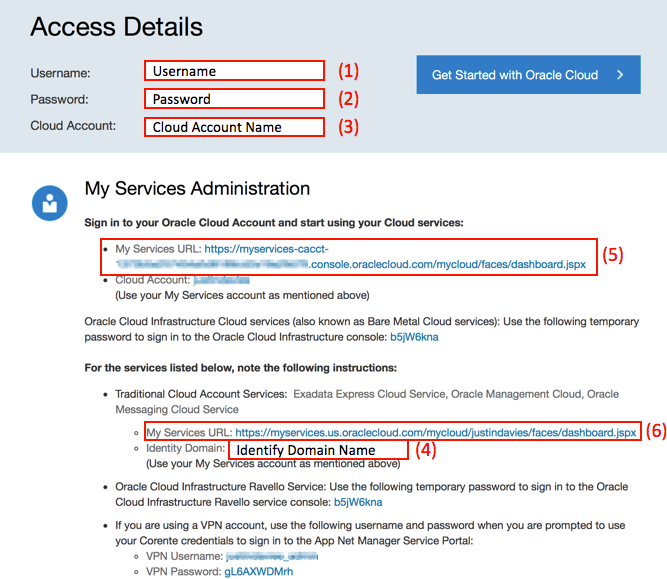 Access Details
Username: Username (1)
Get Started with Oracle Cloud
Password: Password (2)
Cloud Account: Cloud Account Name (3)
My Services Administration
Sign in to your Oracle Cloud Account and start using your Cloud services:
• My Services URL: https://myservices-cacct-
.console.oraclecloud.com/mycloud/faces/dashboard.jspx (5)
• Cloud Account:
(Use your My Services account as mentioned above)
Oracle Cloud Infrastructure Cloud services (also known as Bare Metal Cloud services): Use the following temporary
password to sign in to the Oracle Cloud Infrastructure console: b5jW6kna
For the services listed below, note the following instructions:
• Traditional Cloud Account Services: Exadata Express Cloud Service, Oracle Management Cloud, Oracle
Messaging Cloud Service
◦ My Services URL: https://myservices.us.oraclecloud.com/mycloud/justindavies/faces/dashboard.jspx (6)
◦ Identity Domain: Identify Domain Name (4)
(Use your My Services account as mentioned above)
• Oracle Cloud Infrastructure Ravello Service: Use the following temporary password to sign in to the Oracle
Cloud Infrastructure Ravello service console: b5jW6kna
• If you are using a VPN account, use the following username and password when you are prompted to use
your Corente credentials to sign in to the App Net Manager Service Portal:
◦ VPN Username:
◦ VPN Password: gL6AXWDMrh